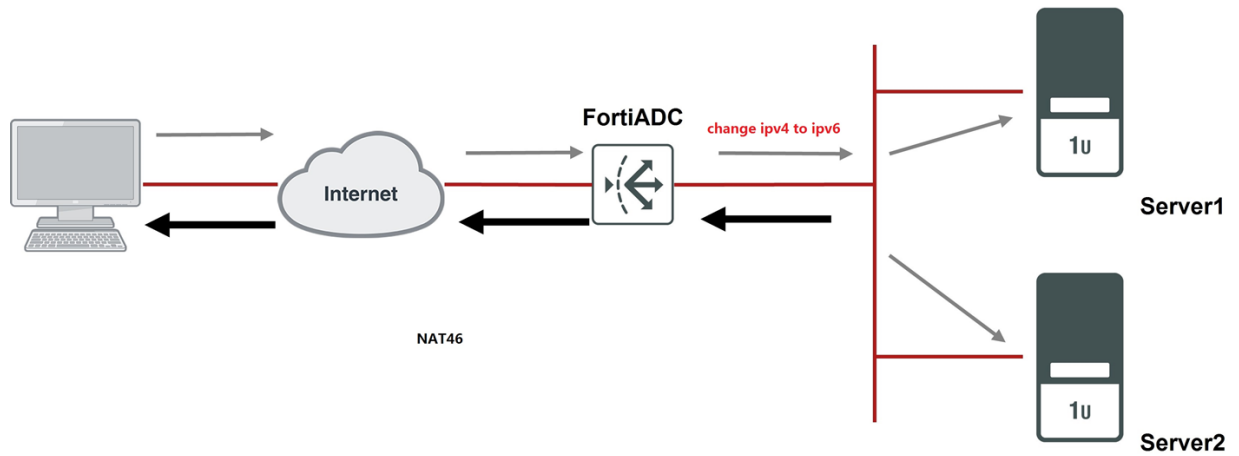 FortiADC
change ipv4 to ipv6
Internet
1U
Server1
NAT46
1U
Server2